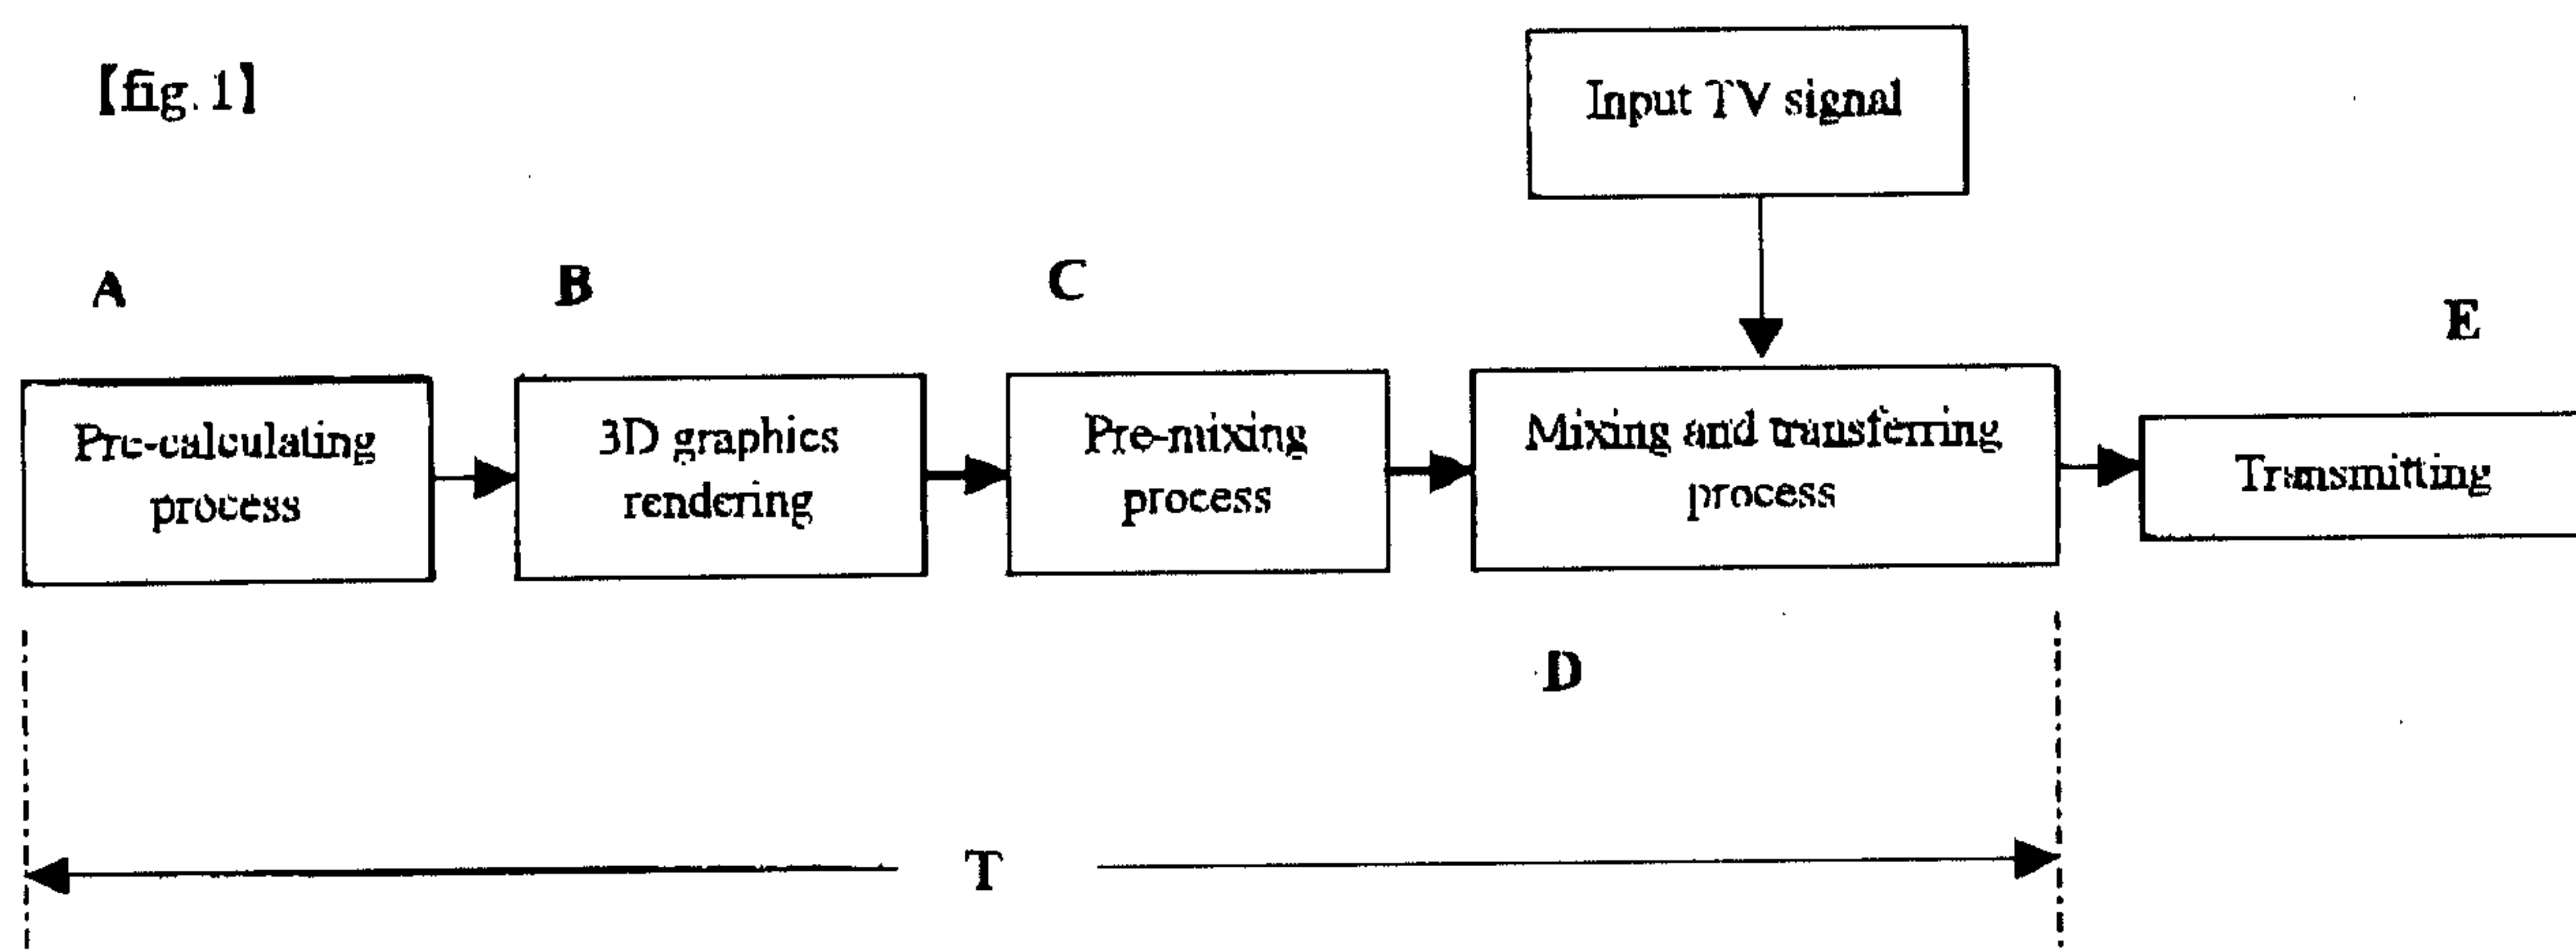 【fig. 1】
Input TV signal
A
B
C
E
Pre-calculating
process
3D graphics
rendering
Pre-mixing
process
Mixing and transferring
process
Transmitting
D
T